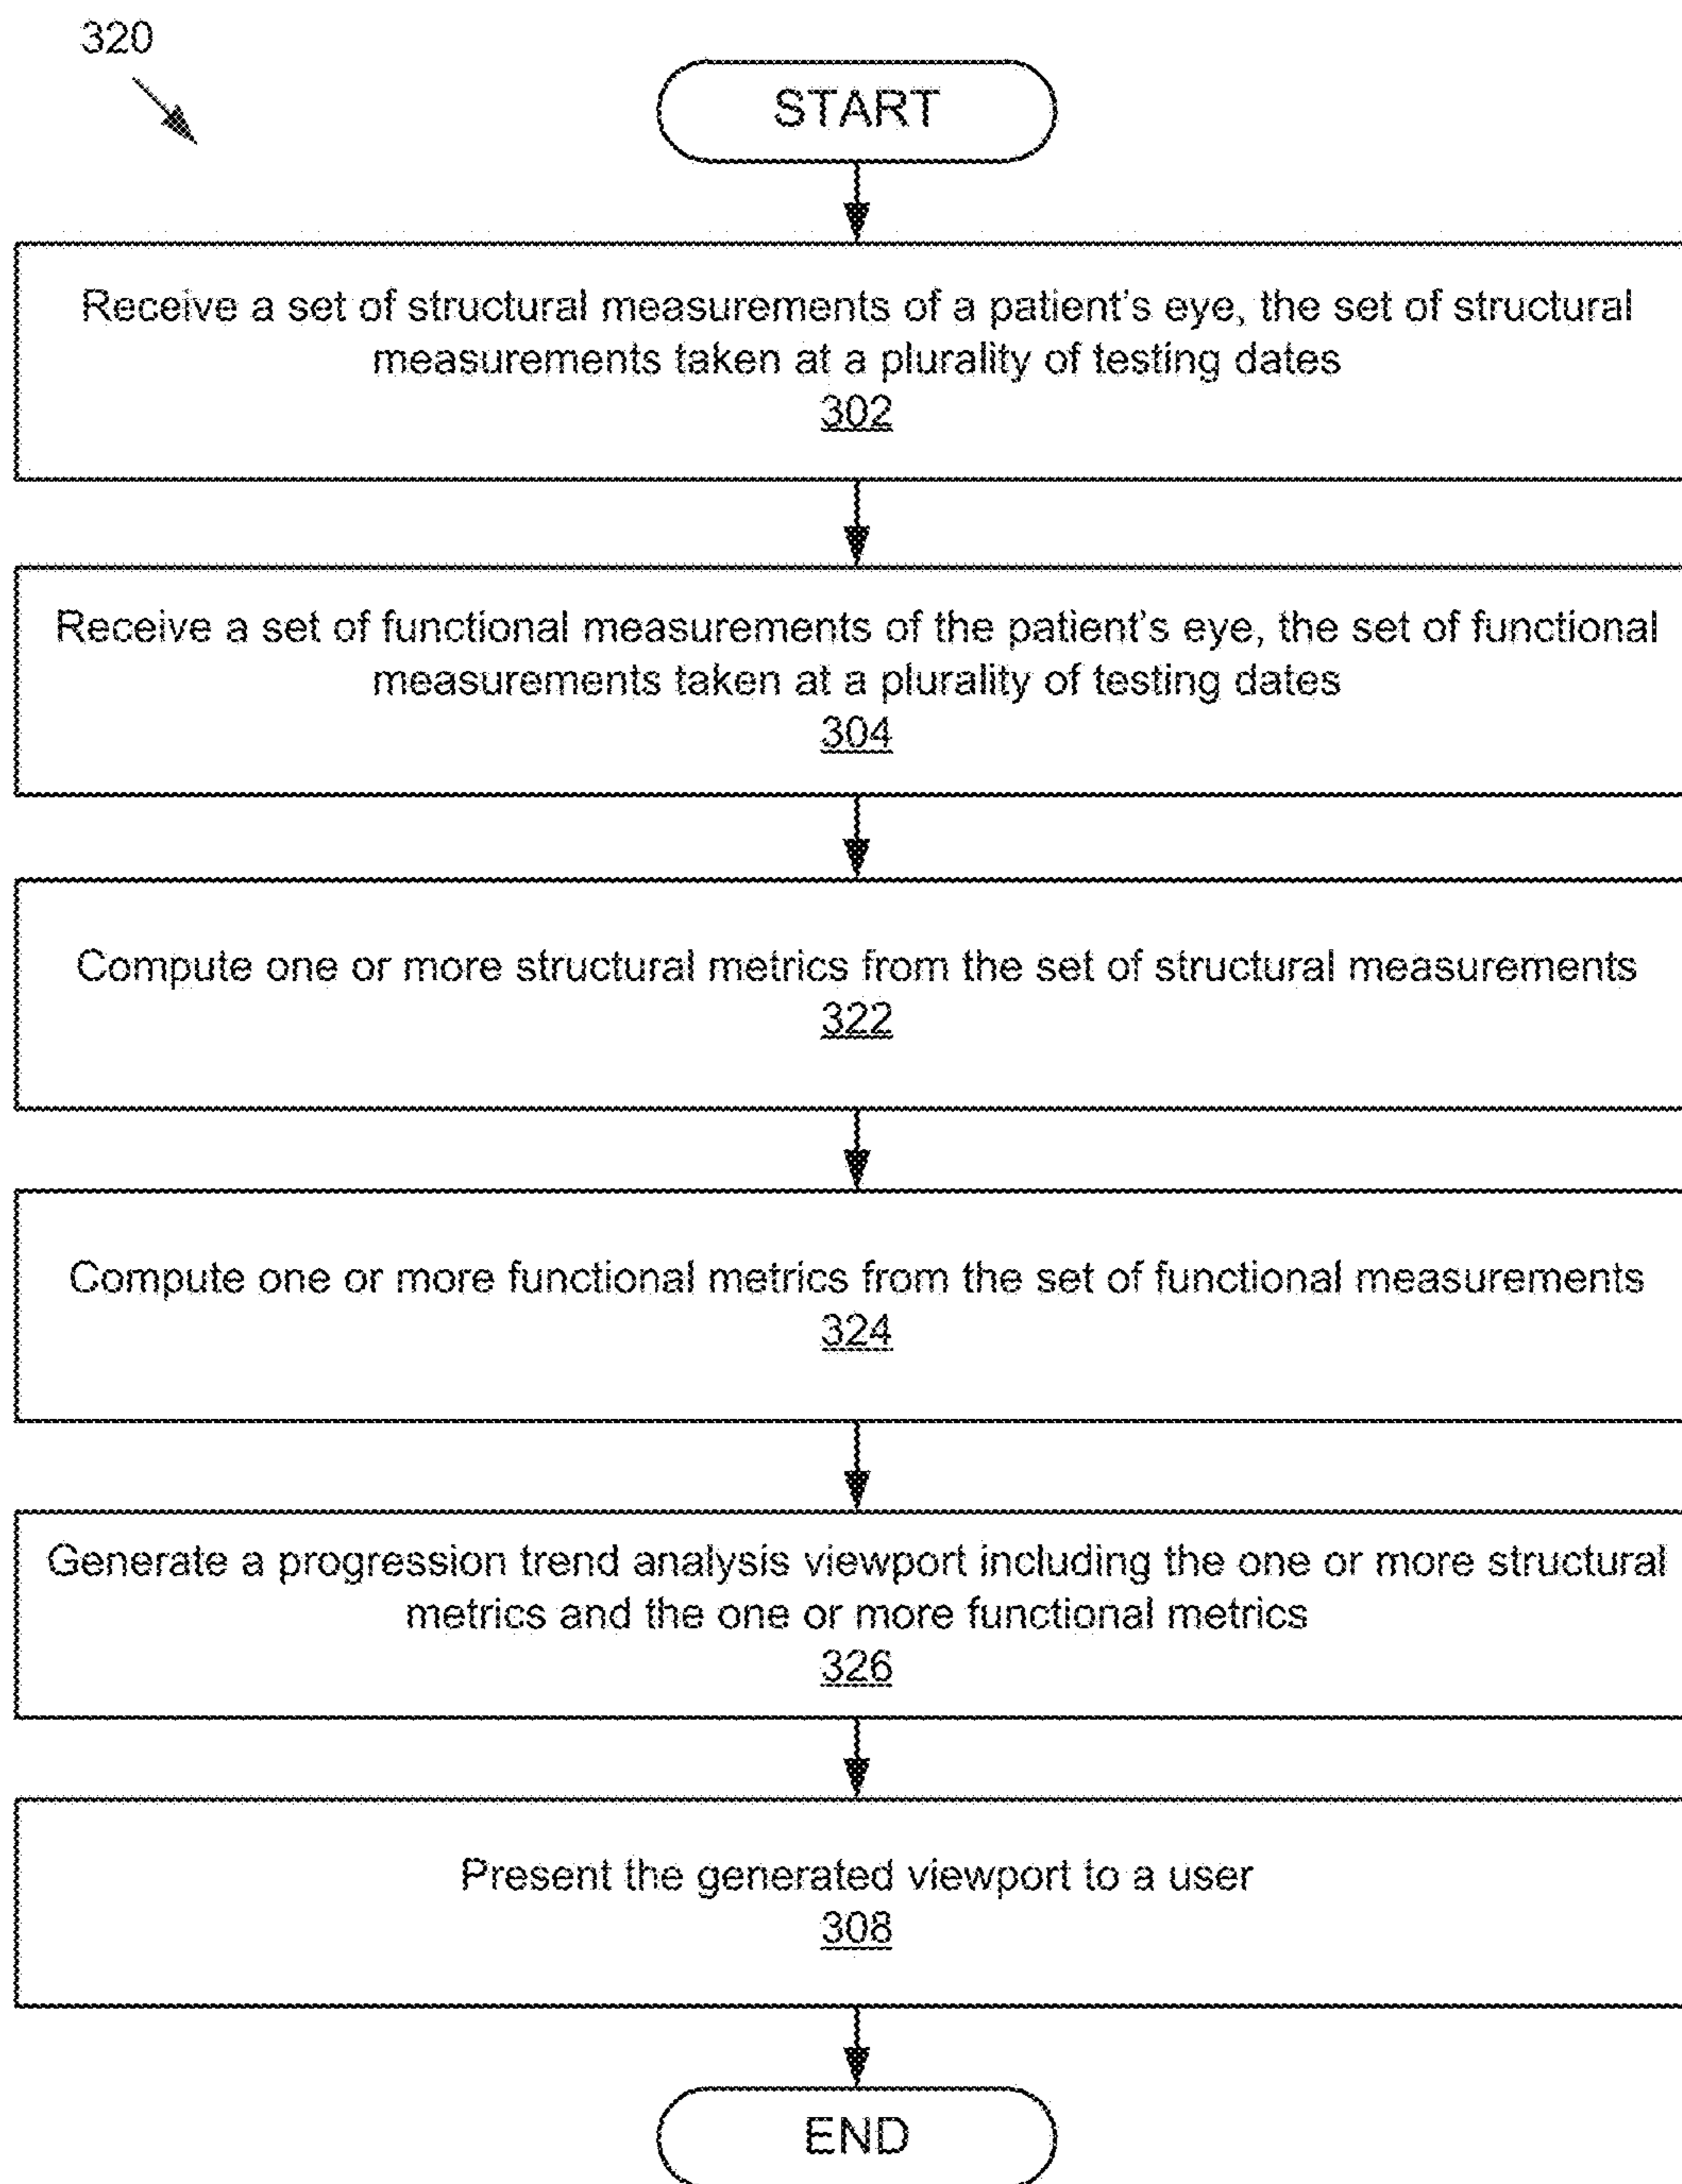 320
START
Receive a set of structural measurements of a patient's eye, the set of structural
measurements taken at a plurality of testing dates
302
Receive a set of functional measurements of the patient's eye, the set of functional
measurements taken at a plurality of testing dates
304
Compute one or more structural metrics from the set of structural measurements
322
Compute one or more functional metrics from the set of functional measurements
324
Generate a progression trend analysis viewport including the one or more structural
metrics and the one or more functional metrics
326
Present the generated viewport to a user
308
END